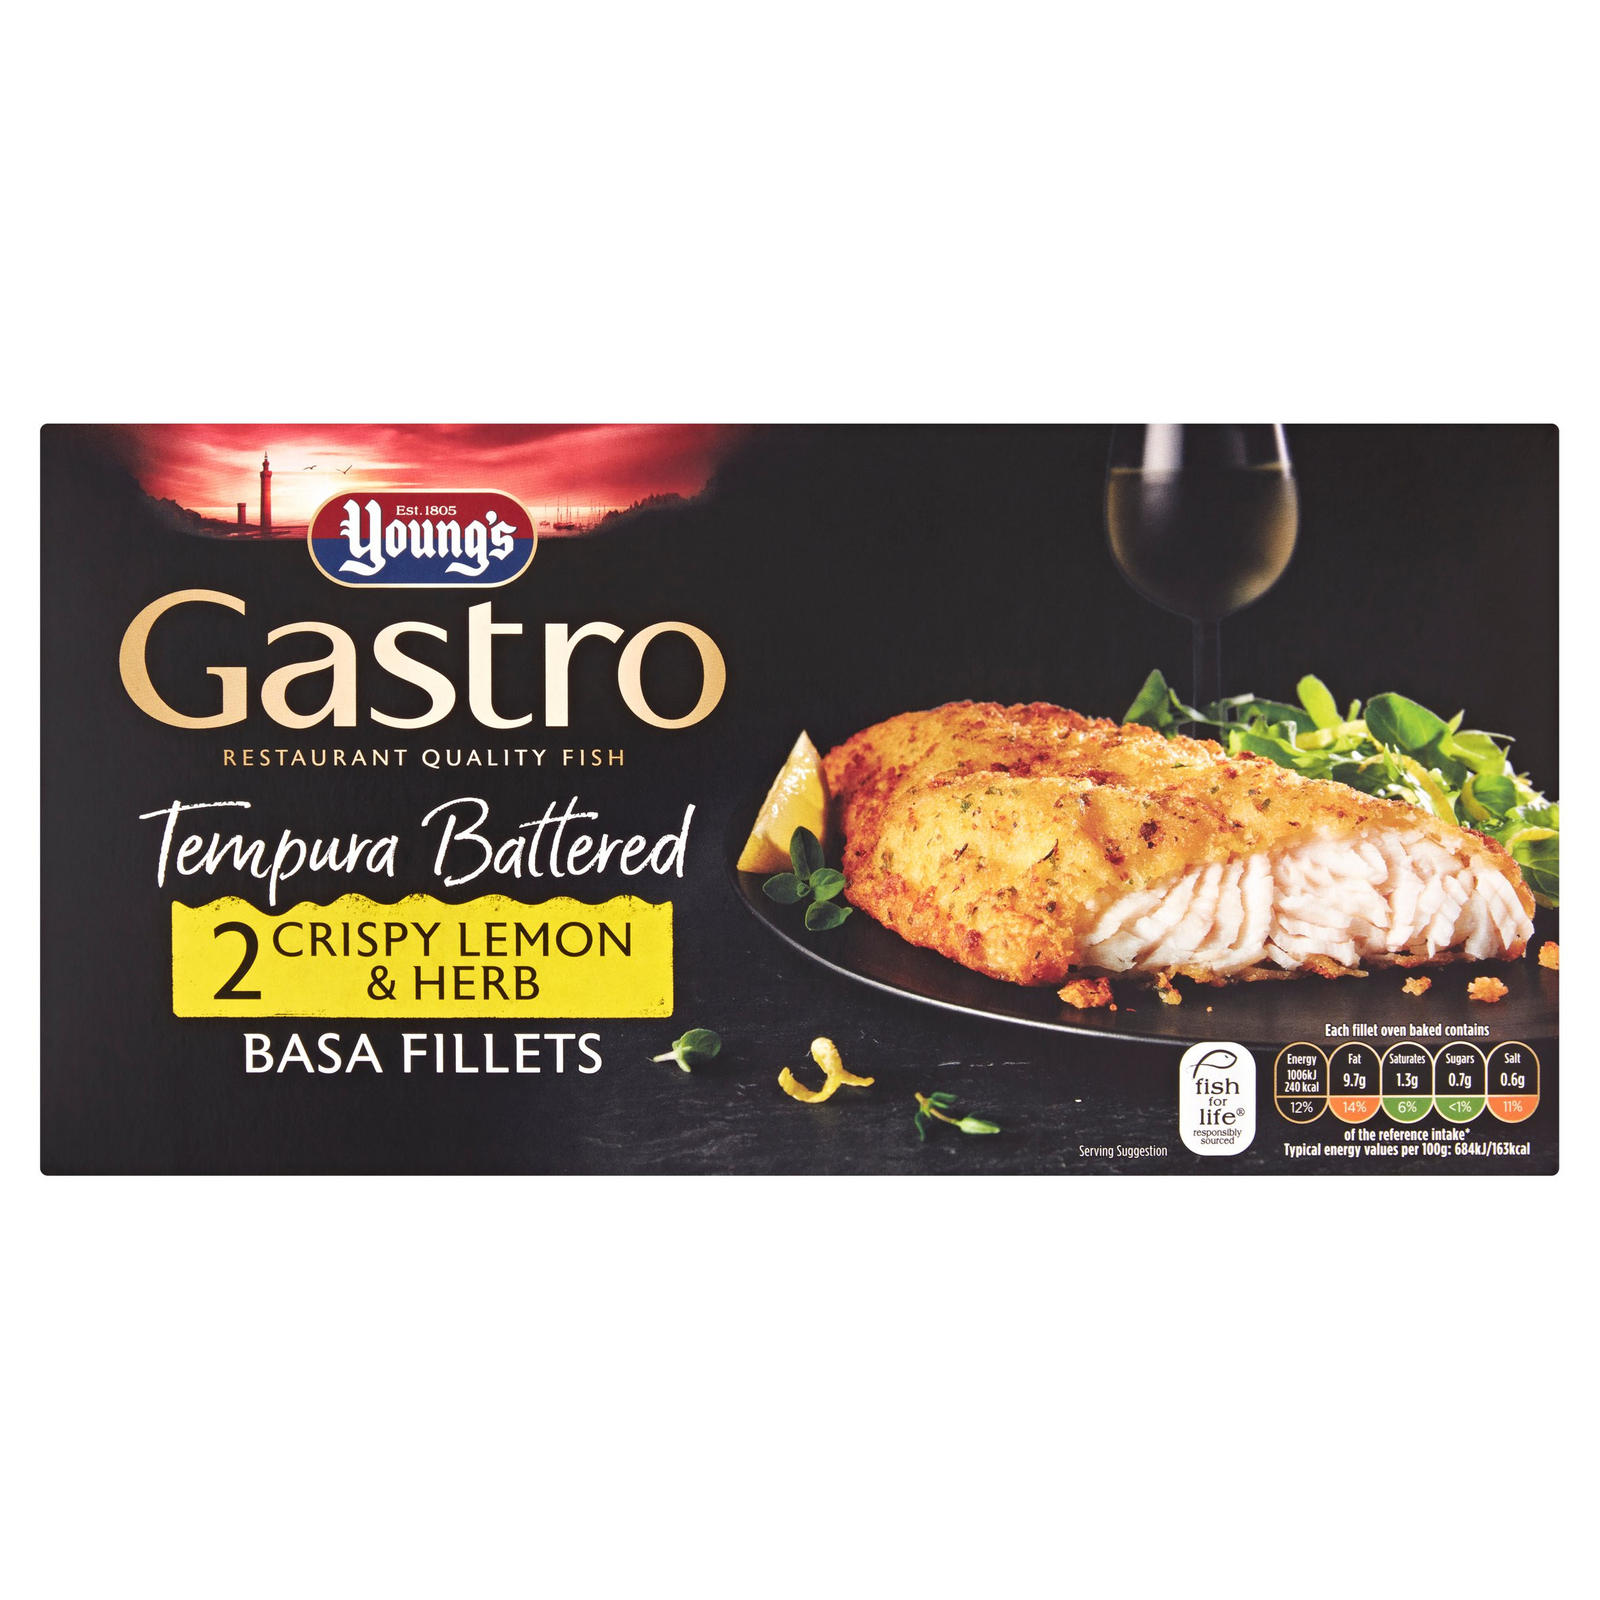 Est. 1805
Young's
Gastro
RESTAURANT QUALITY FISH
Tempura Battered
2 CRISPY LEMON
& HERB
BASA FILLETS
Serving Suggestion
fish
for
life®
responsibly
sourced
Each fillet oven baked contains
Energy 1006kJ 240 kcal 12%
Fat 9.7g 14%
Saturates 1.3g 6%
Sugars 0.7g <1%
Salt 0.6g 11%
of the reference intake*
Typical energy values per 100g: 684kJ/163kcal